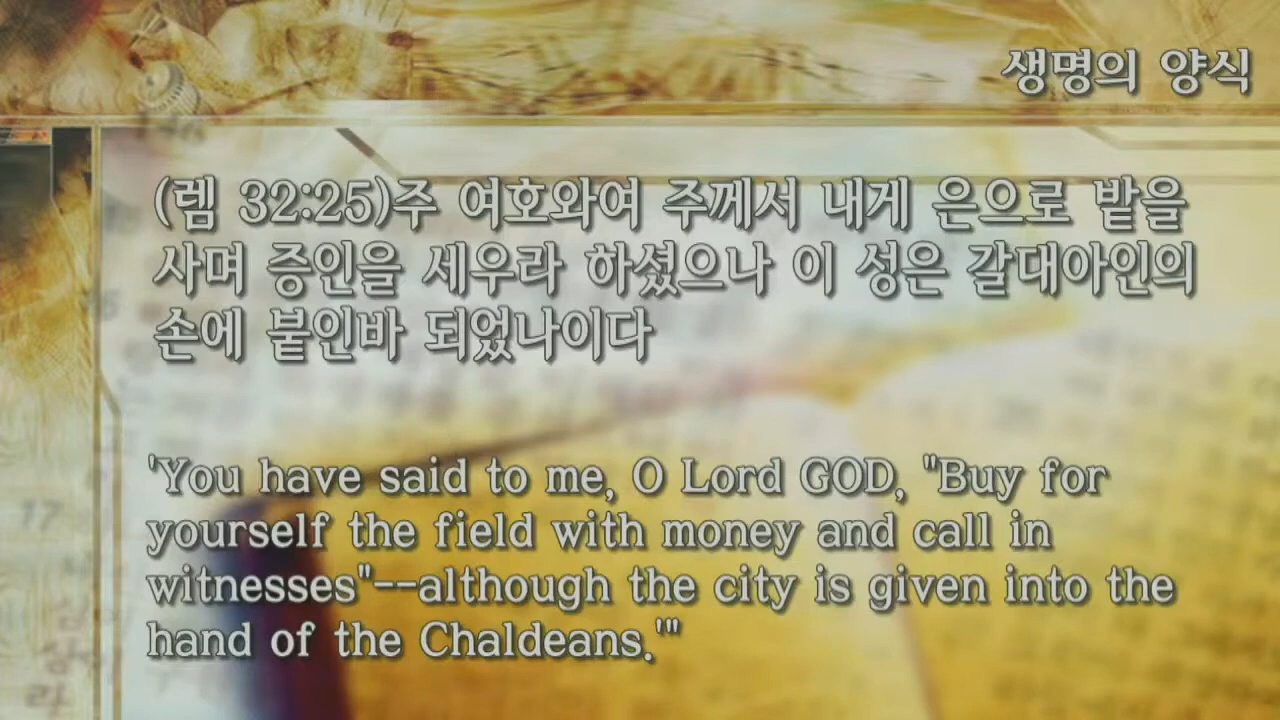 생명의 양식
(렘 32:25)주 여호와여 주께서 내게 은으로 밭을
사며 증인을 세우라 하셨으나 이 성은 갈대아인의
손에 붙인바 되었나이다
'You have said to me, O Lord GOD, "Buy for
yourself the field with money and call in
witnesses"--although the city is given into the
hand of the Chaldeans.'"
17